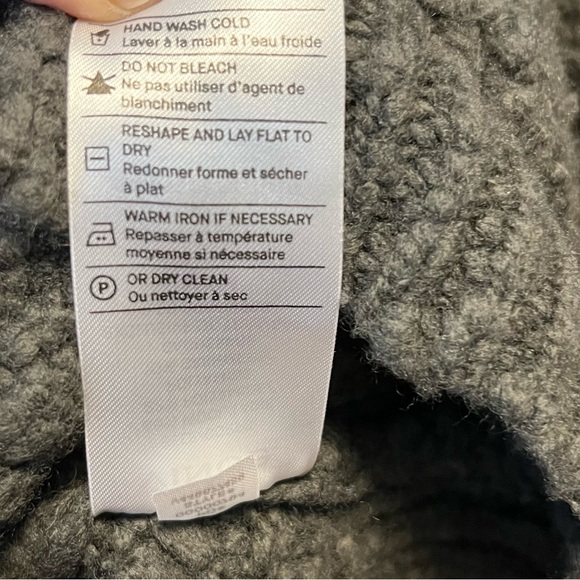 HAND WASH COLD
Laver à la main à l'eau froide
DO NOT BLEACH
Ne pas utiliser d'agent de
blanchiment
RESHAPE AND LAY FLAT TO
DRY
Redonner forme et sécher
à plat
WARM IRON IF NECESSARY
Repasser à température
moyenne si nécessaire
P
OR DRY CLEAN
Ou nettoyer à sec